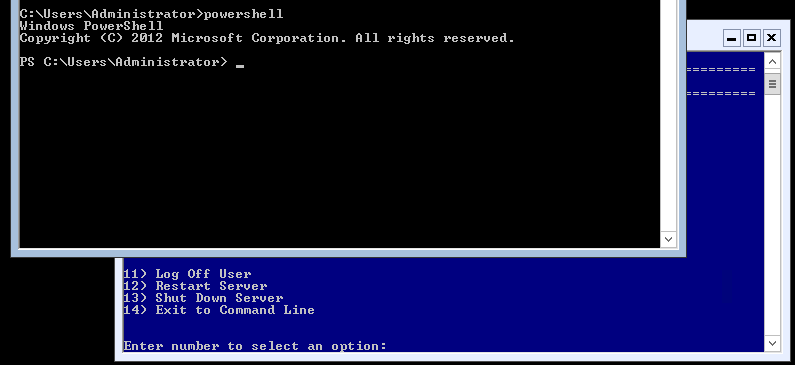 C:\Users\Administrator>powershell
Windows PowerShell
Copyright (C) 2012 Microsoft Corporation. All rights reserved.
PS C:\Users\Administrator> _
=========
=========
11) Log Off User
12) Restart Server
13) Shut Down Server
14) Exit to Command Line
Enter number to select an option: